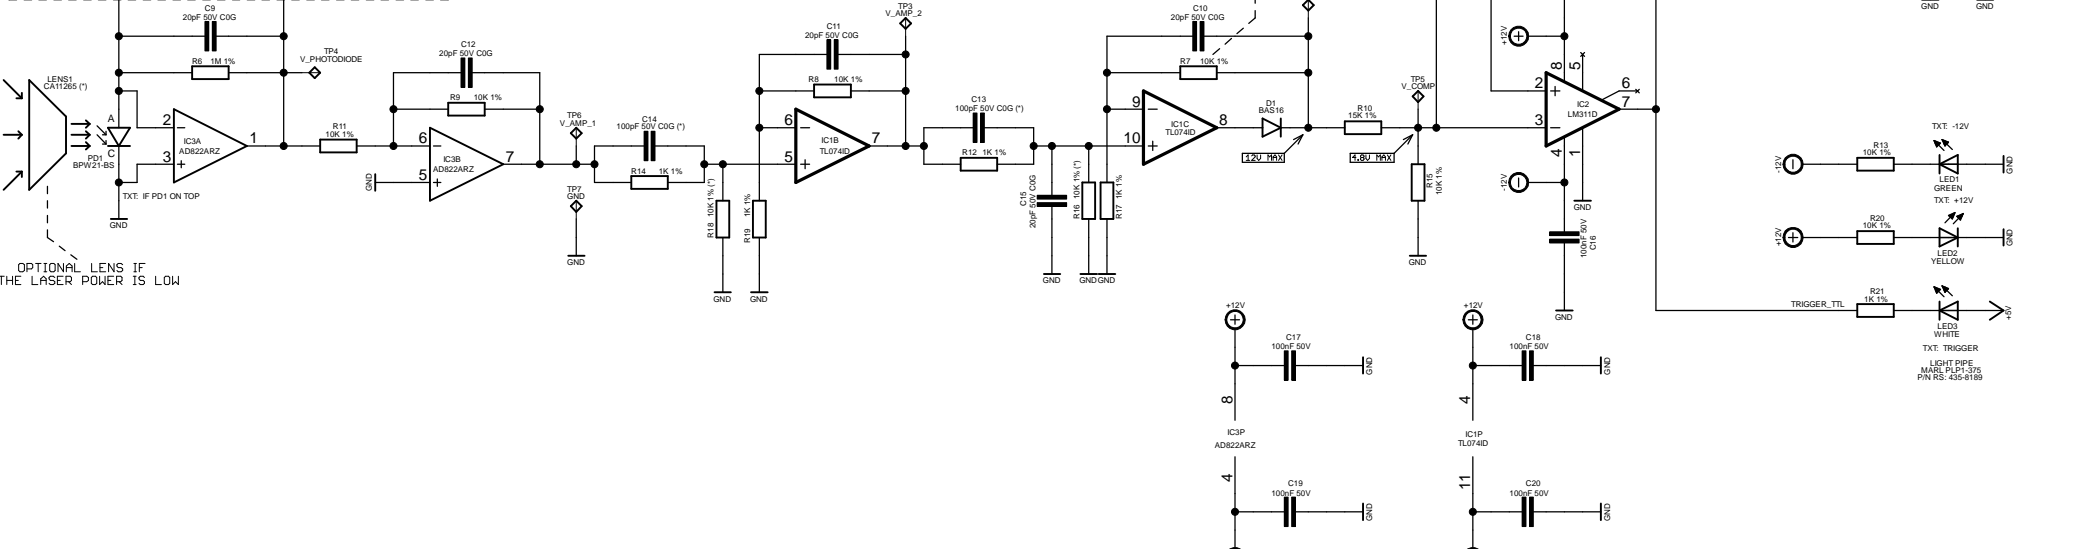 C9
20pF 50V C0G
R6 1M 1%
TP4
V_PHOTODIODE
LENS1
CA11265 (*)
A
C
PD1
BPW21-BS
2
3
1
IC3A
AD822ARZ
TXT: IF PD1 ON TOP
GND
OPTIONAL LENS IF
THE LASER POWER IS LOW
R11
10K 1%
C12
20pF 50V C0G
R9 10K 1%
6
5
7
IC3B
AD822ARZ
GND
TP6
V_AMP_1
TP7
GND
GND
C14
100pF 50V C0G (*)
R14 1K 1%
R18 10K 1% (*)
GND
R19 1K 1%
GND
C11
20pF 50V C0G
R8 10K 1%
TP3
V_AMP_2
6
5
7
IC1B
TL074ID
C13
100pF 50V C0G (*)
R12 1K 1%
C15
20pF 50V C0G
GND
R16 10K 1% (*)
GND
R17 1K 1%
GND
C10
20pF 50V C0G
R7 10K 1%
9
10
8
IC1C
TL074ID
D1
BAS16
12V MAX
R10
15K 1%
4.8V MAX
TP5
V_COMP
R15
10K 1%
GND
+12V
8
5
2
3
6
7
IC2
LM311D
4
1
-12V
GND
100nF 50V
C16
GND
GND
GND
TXT: -12V
-12V
R13
10K 1%
LED1
GREEN
GND
TXT: +12V
+12V
R20
10K 1%
LED2
YELLOW
GND
TRIGGER_TTL
R21
1K 1%
LED3
WHITE
+5V
TXT: TRIGGER
LIGHT PIPE
MARL PLP1-375
P/N RS: 435-8189
+12V
C17
100nF 50V
GND
8
IC3P
AD822ARZ
4
C19
100nF 50V
GND
+12V
C18
100nF 50V
GND
4
IC1P
TL074ID
11
C20
100nF 50V
GND